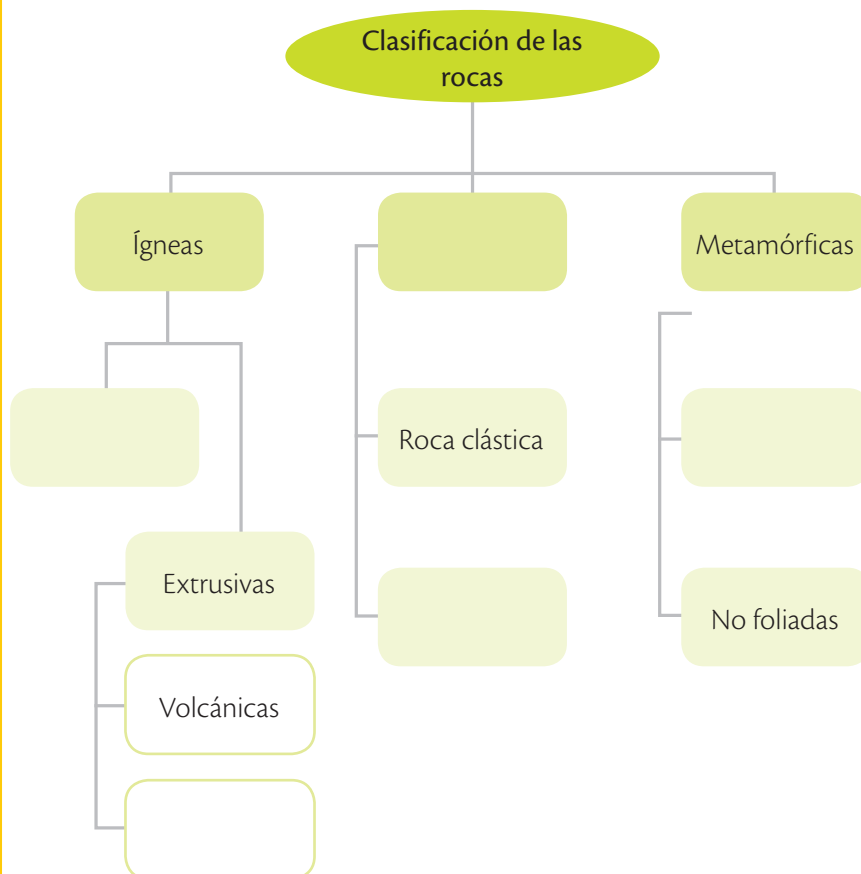 Clasificación de las
rocas
Ígneas
Metamórficas
Roca clástica
Extrusivas
No foliadas
Volcánicas